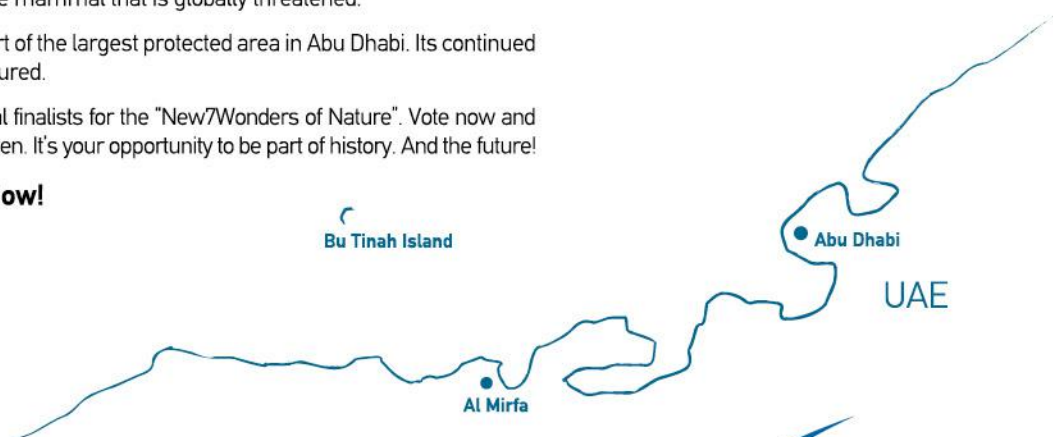 e mammal that is globally threatened.
rt of the largest protected area in Abu Dhabi. Its continued
ured.
al finalists for the "New7Wonders of Nature". Vote now and
en. It's your opportunity to be part of history. And the future!
ow!
Bu Tinah Island
Abu Dhabi
UAE
Al Mirfa